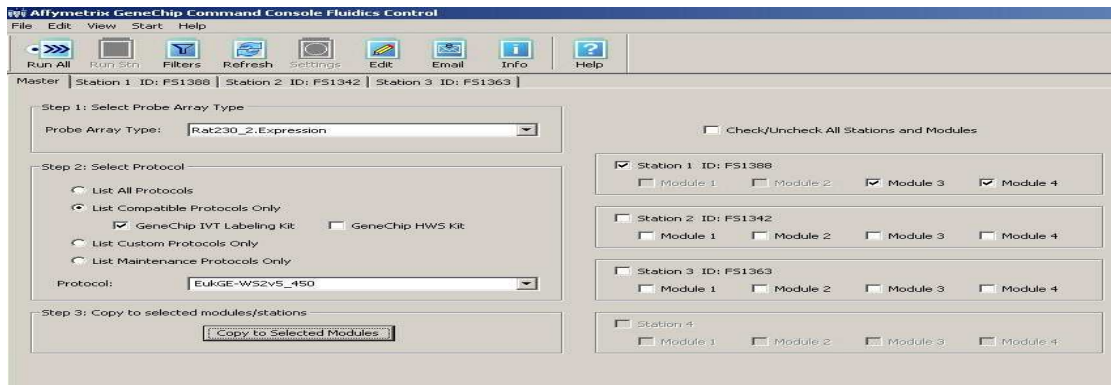 Affymetrix GeneChip Command Console Fluidics Control
File Edit View Start Help
Run All Run Stn Filters Refresh Settings Edit Email Info Help
Master Station 1 ID: FS1388 Station 2 ID: FS1342 Station 3 ID: FS1363
Step 1: Select Probe Array Type
Probe Array Type: Rat230_2.Expression
Step 2: Select Protocol
List All Protocols
List Compatible Protocols Only
GeneChip IVT Labeling Kit GeneChip HWS Kit
List Custom Protocols Only
List Maintenance Protocols Only
Protocol: EukGE-WS2v5_450
Step 3: Copy to selected modules/stations
Copy to Selected Modules
Check/Uncheck All Stations and Modules
Station 1 ID: FS1388
Module 1 Module 2 Module 3 Module 4
Station 2 ID: FS1342
Module 1 Module 2 Module 3 Module 4
Station 3 ID: FS1363
Module 1 Module 2 Module 3 Module 4
Station 4
Module 1 Module 2 Module 3 Module 4